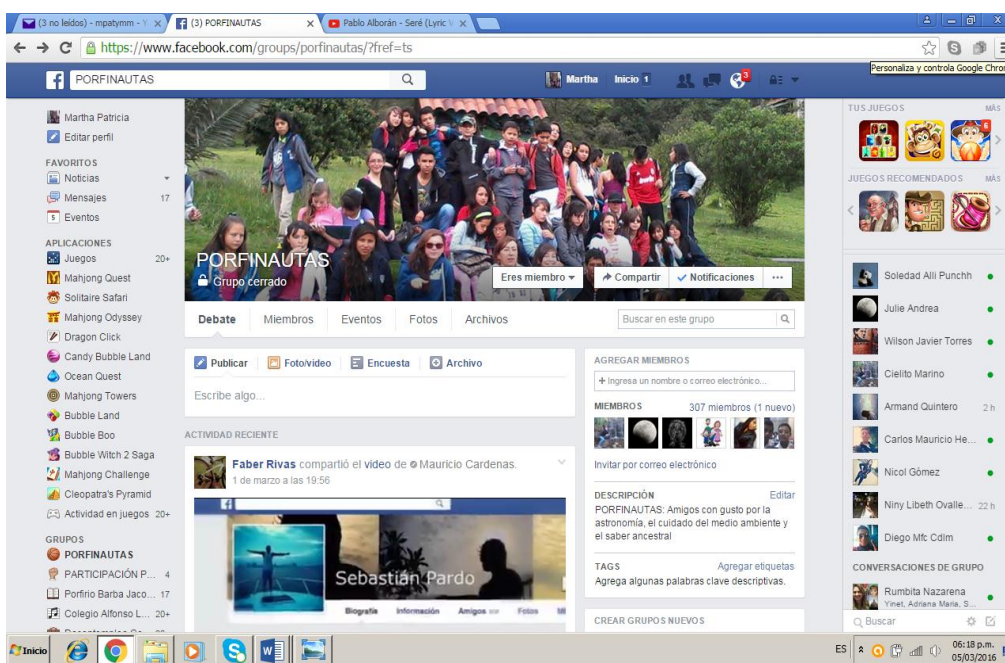 (3 no leídos) - mpatymm - Y
(3) PORFINAUTAS
Pablo Alborán - Seré (Lyric V
https://www.facebook.com/groups/porfinautas/?fref=ts
Personaliza y controla Google Chrom
PORFINAUTAS
Martha
Inicio 1
3
Martha Patricia
Editar perfil
FAVORITOS
Noticias
Mensajes 17
Eventos
APLICACIONES
Juegos 20+
Mahjong Quest
Solitaire Safari
Mahjong Odyssey
Dragon Click
Candy Bubble Land
Ocean Quest
Mahjong Towers
Bubble Land
Bubble Boo
Bubble Witch 2 Saga
Mahjong Challenge
Cleopatra's Pyramid
Actividad en juegos 20+
GRUPOS
PORFINAUTAS
PARTICIPACIÓN P... 4
Porfirio Barba Jaco... 17
Colegio Alfonso L... 20+
PORFINAUTAS
Grupo cerrado
Eres miembro
Compartir
Notificaciones
...
Debate
Miembros
Eventos
Fotos
Archivos
Buscar en este grupo
Publicar
Foto/video
Encuesta
Archivo
Escribe algo...
ACTIVIDAD RECIENTE
Faber Rivas compartió el video de Mauricio Cardenas.
1 de marzo a las 19:56
Sebastián Pardo
Biografía
Información
Amigos
Fotos
AGREGAR MIEMBROS
+ Ingresa un nombre o correo electrónico...
MIEMBROS
307 miembros (1 nuevo)
Invitar por correo electrónico
DESCRIPCIÓN
Editar
PORFINAUTAS: Amigos con gusto por la
astronomía, el cuidado del medio ambiente y
el saber ancestral
TAGS
Agregar etiquetas
Agrega algunas palabras clave descriptivas.
CREAR GRUPOS NUEVOS
TUS JUEGOS
MÁS
6
JUEGOS RECOMENDADOS
MÁS
Soledad Alli Punchh
Julie Andrea
Wilson Javier Torres
Cielito Marino
Armand Quintero 2 h
Carlos Mauricio He...
Nicol Gómez
Niny Libeth Ovalle... 22 h
Diego Mfc Cdlm
CONVERSACIONES DE GRUPO
Rumbita Nazarena
Yinet, Adriana Maria, S...
Buscar
Inicio
ES
06:18 p.m.
05/03/2016